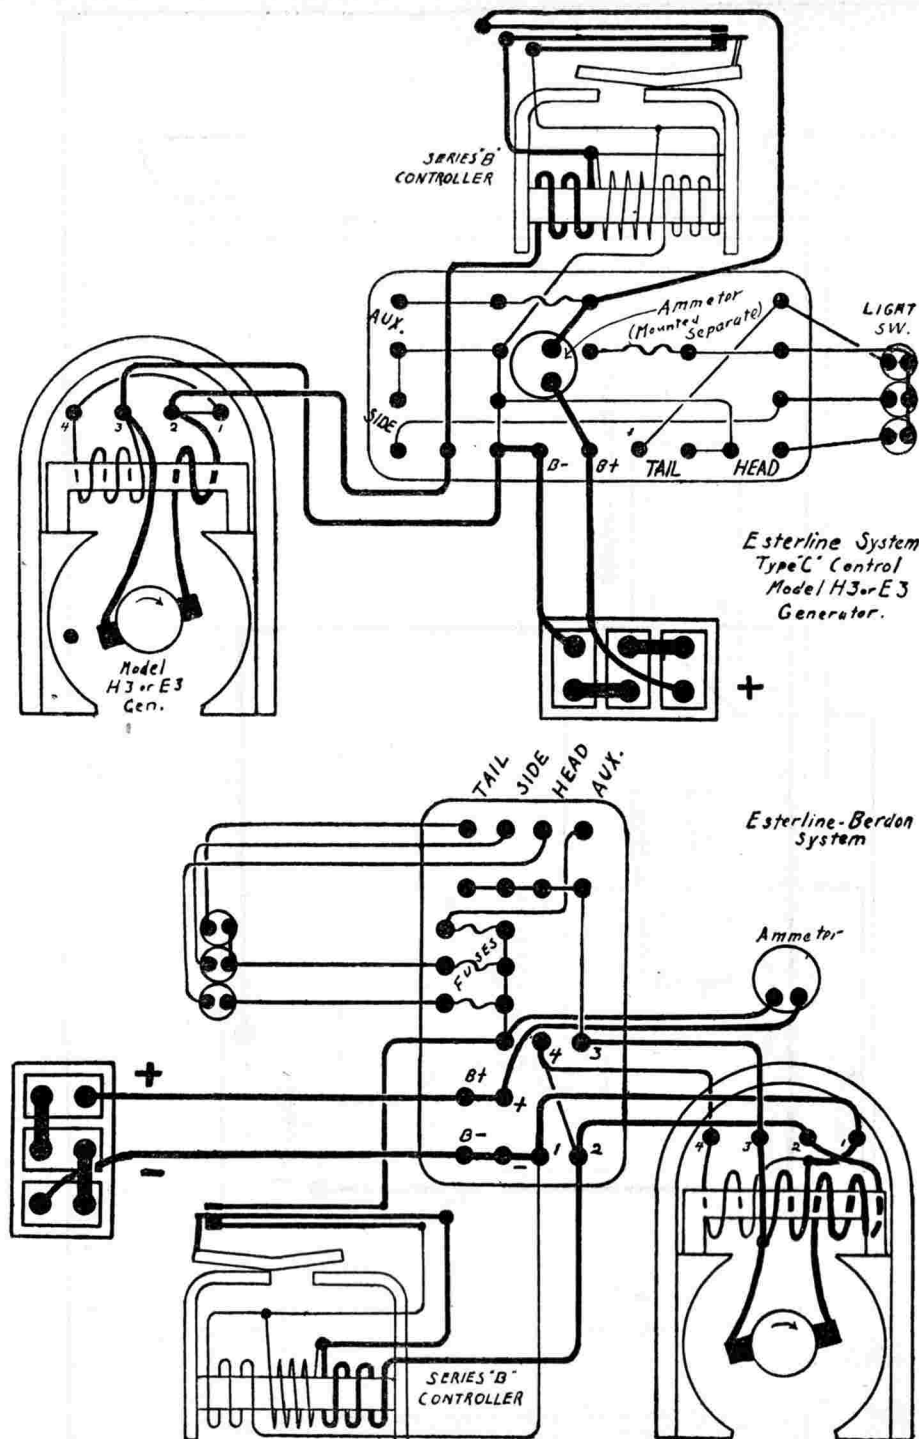 SERIES "B"
CONTROLLER
AUX.
Ammetor
(Mounted
Separate)
LIGHT
SW.
SIDE
4 3 2 1
B- B+ TAIL HEAD
+
Esterline System
Type "C" Control
Model H3 or E3
Generator.
Model
H3 or E3
Gen.
+
TAIL SIDE HEAD AUX.
Esterline-Berdon
System
Ammetor
FUSES
4 3
+
B+ +
4 3 2 1
B- - 1 2
-
SERIES "B"
CONTROLLER